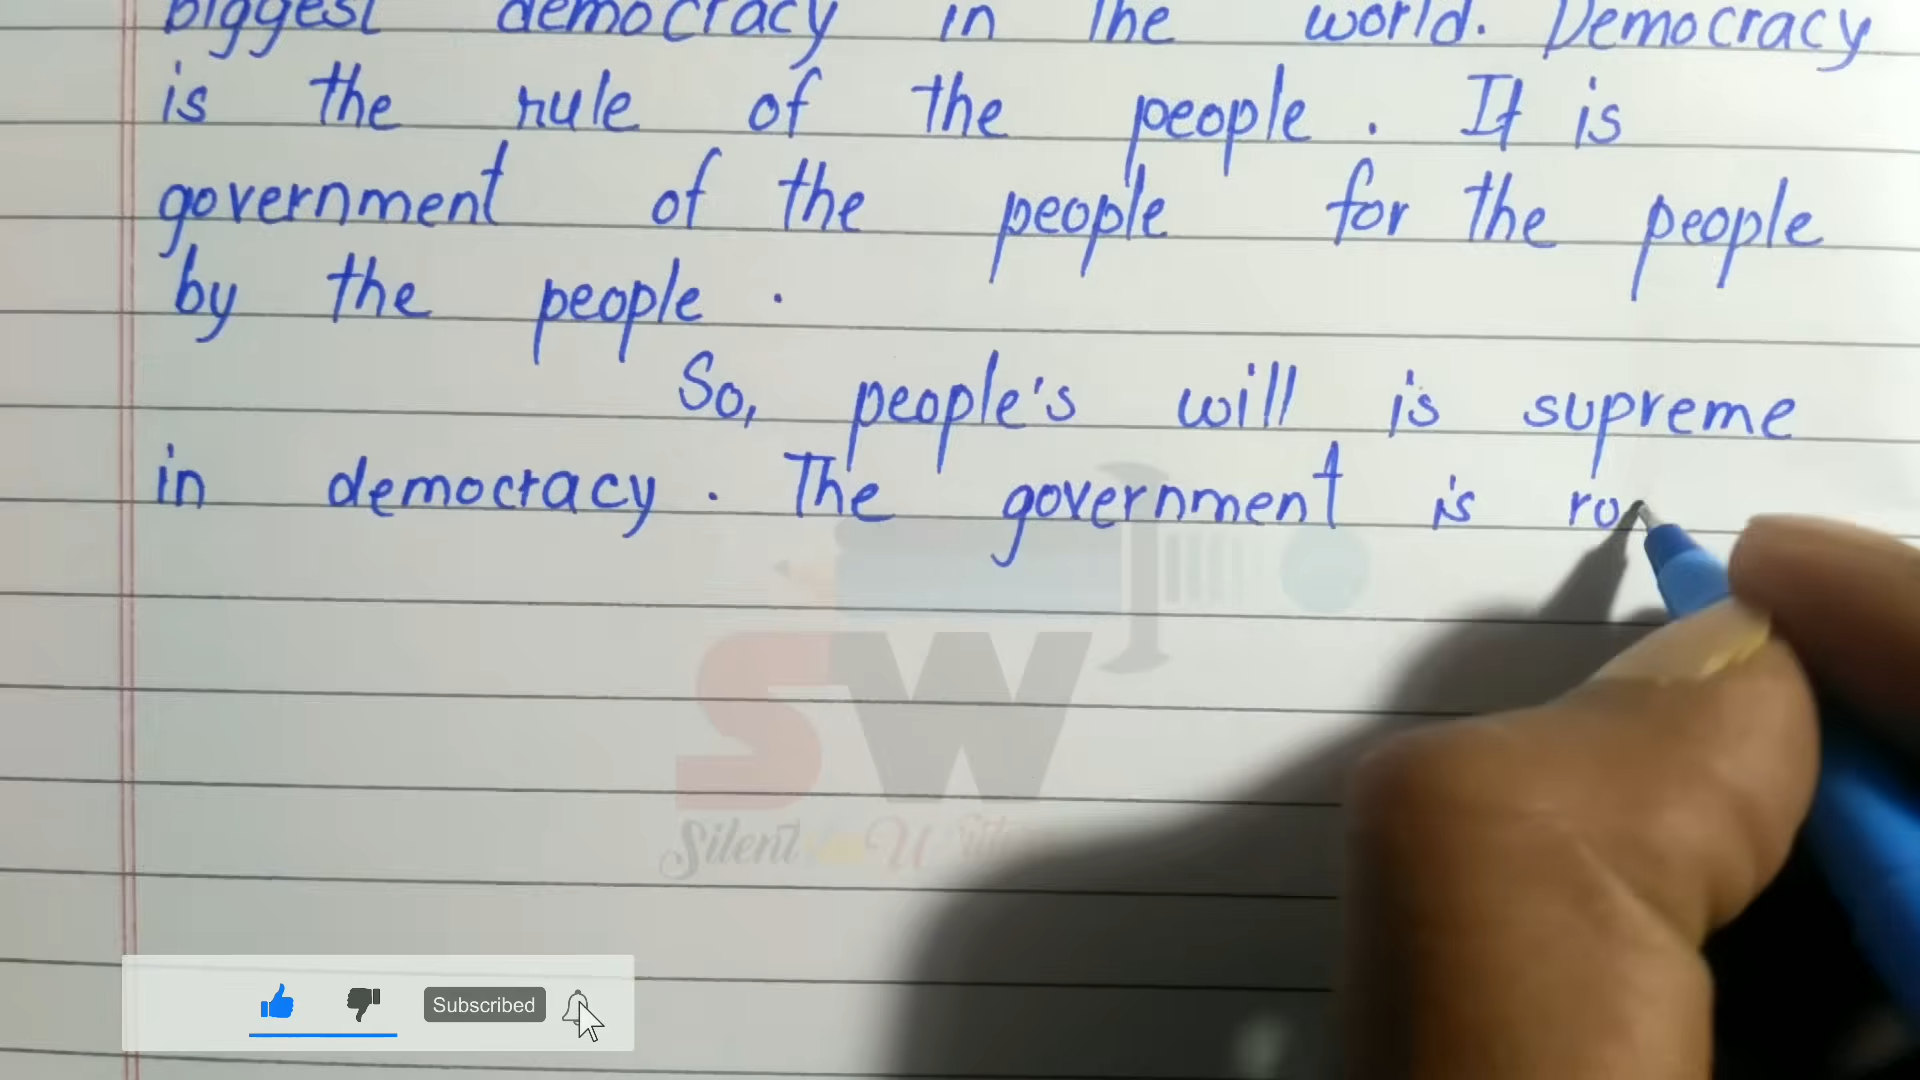 biggest democracy in the world. Democracy
is the rule of the people. It is
government of the people for the people
by the people.
So, people's will is supreme
in democracy. The government is ro
SW
Silent
Subscribed